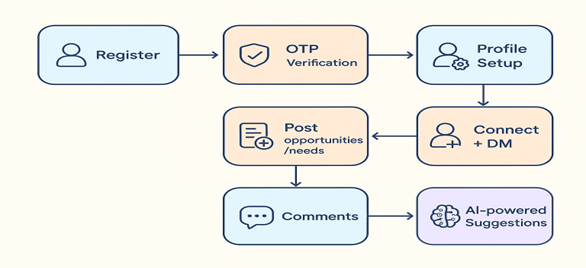 Register
OTP
Verification
Profile
Setup
Post
opportunities
/needs
Connect
+ DM
Comments
AI-powered
Suggestions